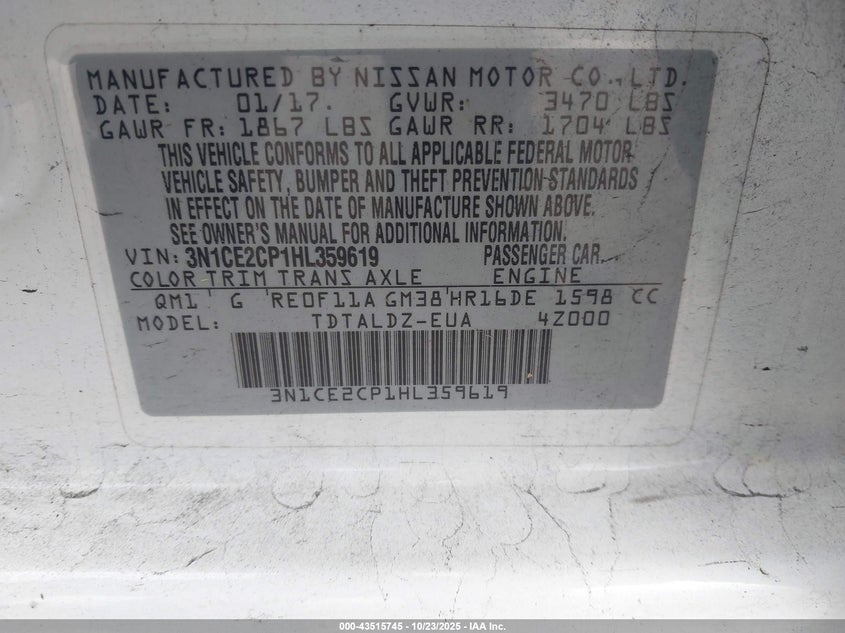 MANUFACTURED BY NISSAN MOTOR CO., LTD.
DATE: 01/17. GVWR: 3470 LBS
GAWR FR: 1867 LBS GAWR RR: 1704 LBS
THIS VEHICLE CONFORMS TO ALL APPLICABLE FEDERAL MOTOR
VEHICLE SAFETY, BUMPER AND THEFT PREVENTION STANDARDS
IN EFFECT ON THE DATE OF MANUFACTURE SHOWN ABOVE.
SEE OWNER'S MANUAL FOR ADDITIONAL INFORMATION.
VIN: 3N1CE2CP1HL359619 PASSENGER CAR.
COLOR TRIM TRANS AXLE ENGINE
QM1 G RE0F11A GM38 HR16DE 1598 CC
MODEL: TDTALDZ-EUA 4Z000
3N1CE2CP1HL359619
000-43515745 - 10/23/2025 - IAA Inc.